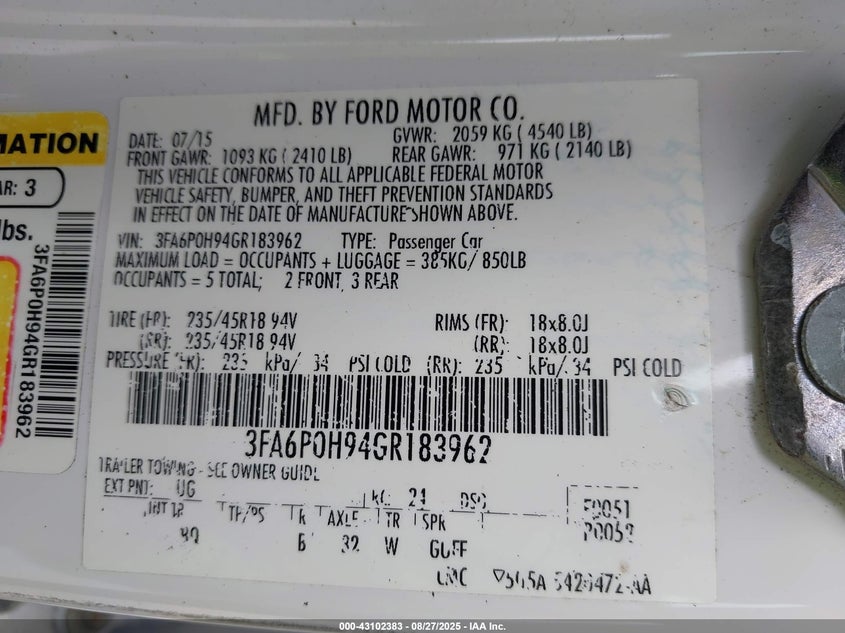 MATION
AR: 3
lbs.
3FA6P0H94GR183962
MFD. BY FORD MOTOR CO.
DATE: 07/15 GVWR: 2059 KG ( 4540 LB)
FRONT GAWR: 1093 KG ( 2410 LB) REAR GAWR: 971 KG ( 2140 LB)
THIS VEHICLE CONFORMS TO ALL APPLICABLE FEDERAL MOTOR
VEHICLE SAFETY, BUMPER, AND THEFT PREVENTION STANDARDS
IN EFFECT ON THE DATE OF MANUFACTURE SHOWN ABOVE.
VIN: 3FA6P0H94GR183962 TYPE: Passenger Car
MAXIMUM LOAD = OCCUPANTS + LUGGAGE = 385KG/ 850LB
OCCUPANTS = 5 TOTAL; 2 FRONT, 3 REAR
TIRE (FR): 235/45R18 94V RIMS (FR): 18x8.0J
(RR): 235/45R18 94V (RR): 18x8.0J
PRESSURE (FR): 235 kPa/ 34 PSI COLD (RR): 235 kPa/ 34 PSI COLD
3FA6P0H94GR183962
TRAILER TOWING - SEE OWNER GUIDE
EXT PNT: UG 24 DSO
INT TR TP/PS R AXLE TR SPR
B 32 W
000-43102383 - 08/27/2025 - IAA Inc.